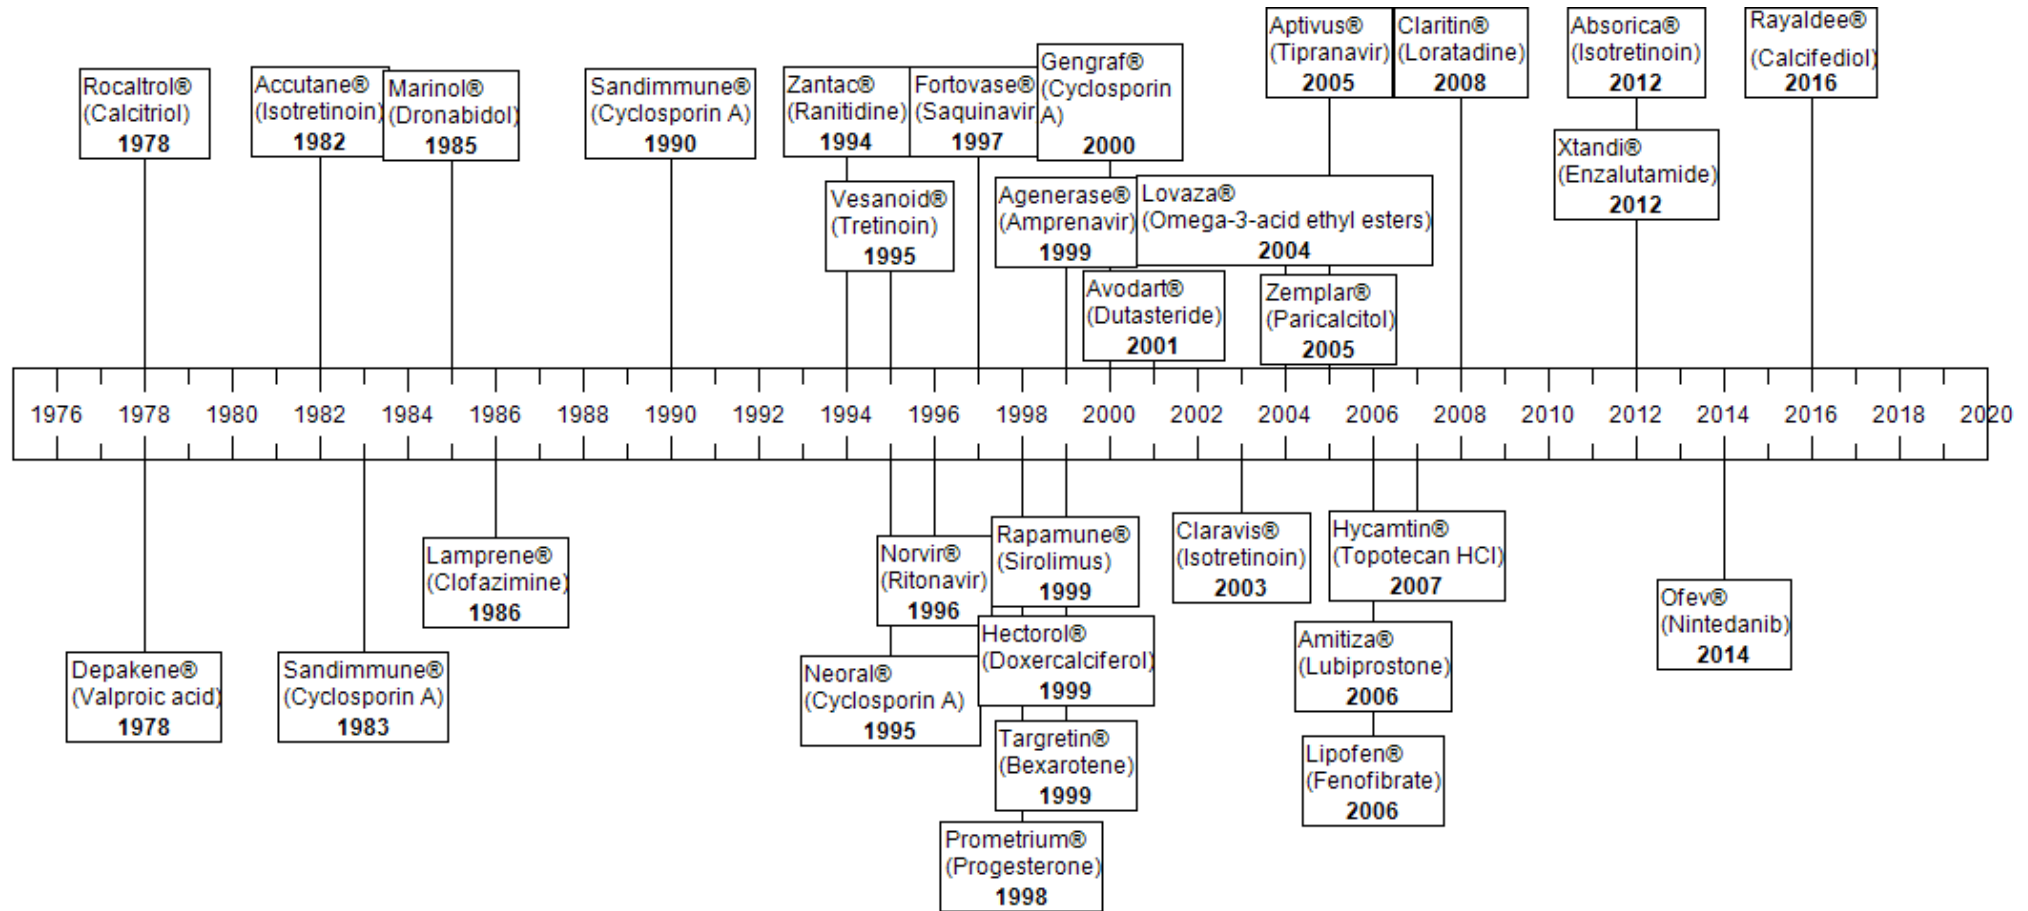 Rocaltrol®
(Calcitriol)
1978
Accutane®
(Isotretinoin)
1982
Marinol®
(Dronabidol)
1985
Sandimmune®
(Cyclosporin A)
1990
Zantac®
(Ranitidine)
1994
Fortovase®
(Saquinavir
1997
Gengraf®
(Cyclosporin
A)
2000
Aptivus®
(Tipranavir)
2005
Claritin®
(Loratadine)
2008
Absorica®
(Isotretinoin)
2012
Rayaldee®
(Calcifediol)
2016
Vesanoid®
(Tretinoin)
1995
Agenerase®
(Amprenavir)
1999
Lovaza®
(Omega-3-acid ethyl esters)
2004
Xtandi®
(Enzalutamide)
2012
Avodart®
(Dutasteride)
2001
Zemplar®
(Paricalcitol)
2005
1976 1978 1980 1982 1984 1986 1988 1990 1992 1994 1996 1998 2000 2002 2004 2006 2008 2010 2012 2014 2016 2018 2020
Depakene®
(Valproic acid)
1978
Sandimmune®
(Cyclosporin A)
1983
Lamprene®
(Clofazimine)
1986
Norvir®
(Ritonavir)
1996
Neoral®
(Cyclosporin A)
1995
Rapamune®
(Sirolimus)
1999
Hectorol®
(Doxercalciferol)
1999
Targretin®
(Bexarotene)
1999
Prometrium®
(Progesterone)
1998
Claravis®
(Isotretinoin)
2003
Hycamtin®
(Topotecan HCl)
2007
Amitiza®
(Lubiprostone)
2006
Lipofen®
(Fenofibrate)
2006
Ofev®
(Nintedanib)
2014